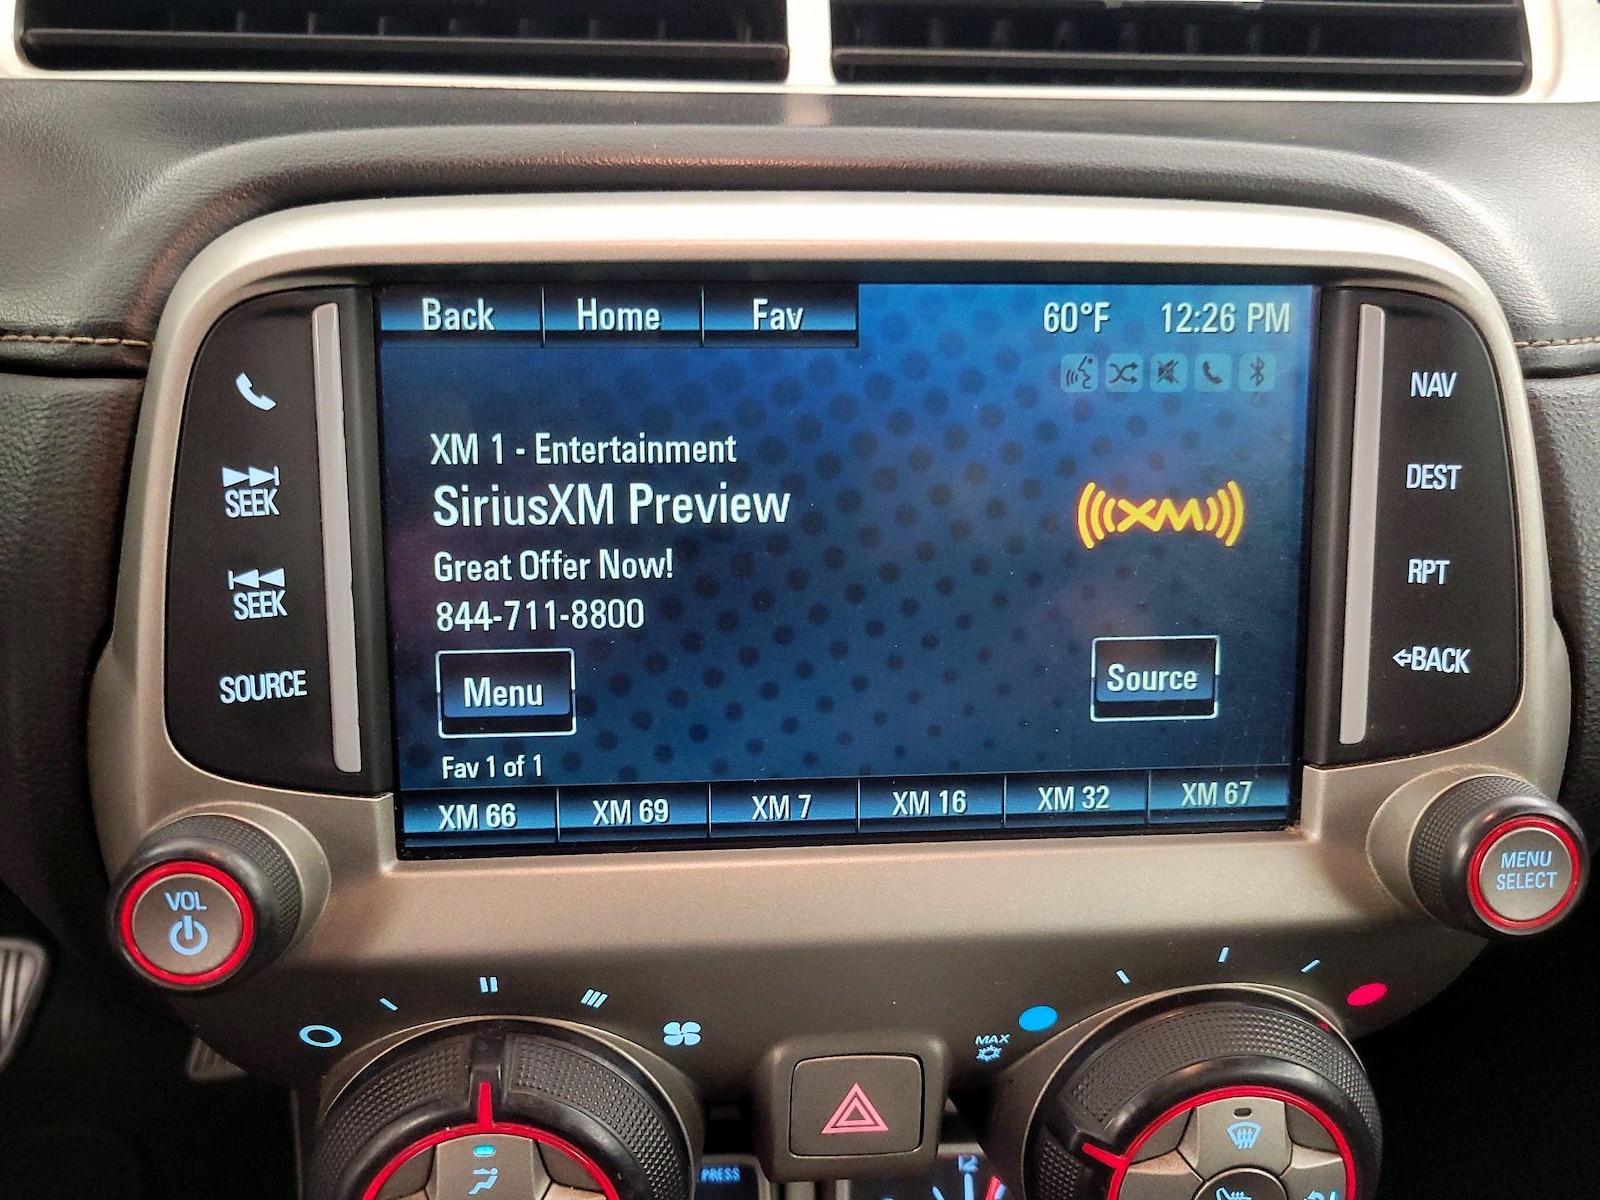 Back Home Fav 60°F 12:26 PM
NAV
XM 1 - Entertainment
SEEK
DEST
SiriusXM Preview
XM
Great Offer Now!
RPT
SEEK
844-711-8800
BACK
SOURCE
Menu
Source
Fav 1 of 1
XM 66 XM 69 XM 7 XM 16 XM 32 XM 67
VOL
MENU
SELECT
MAX
PRESS
12